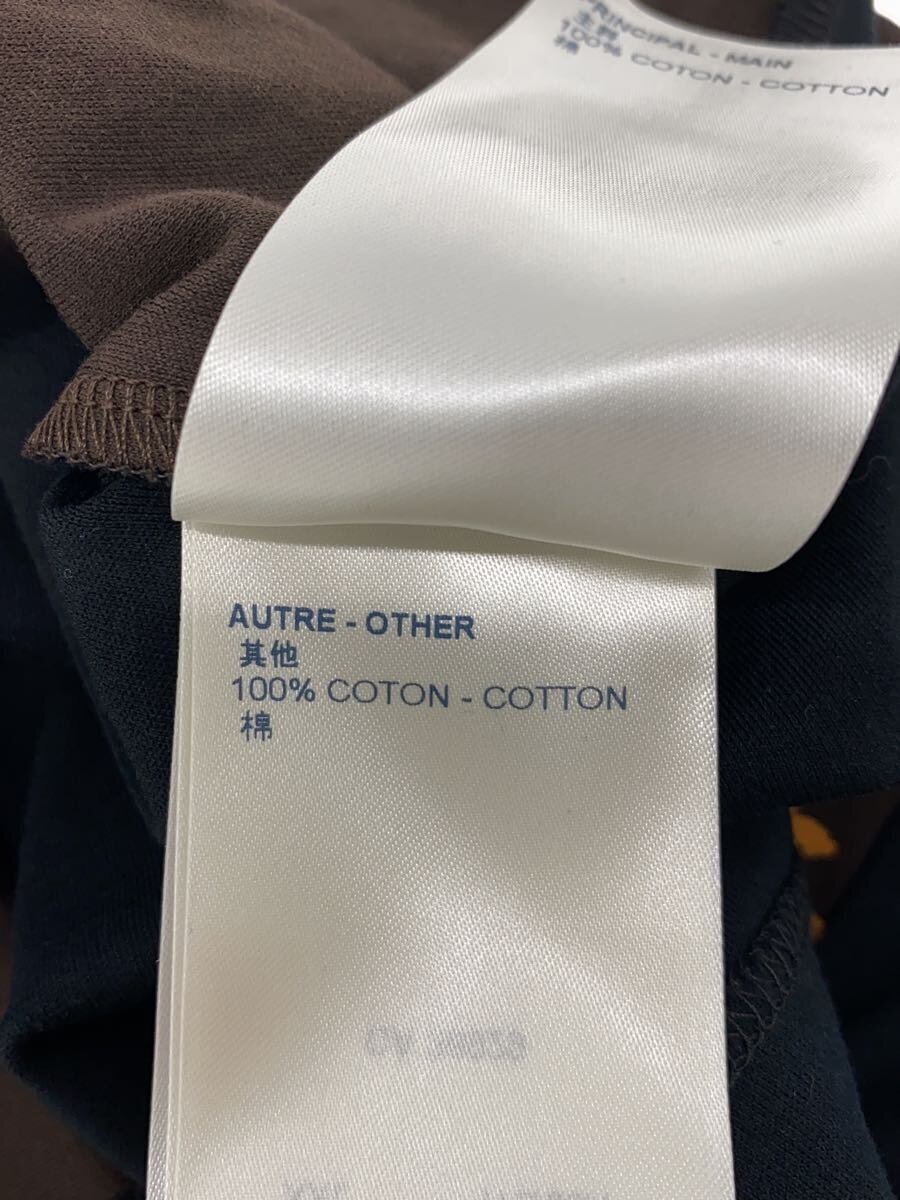 PRINCIPAL - MAIN
主料
100% COTON - COTTON
棉
AUTRE - OTHER
其他
100% COTON - COTTON
棉